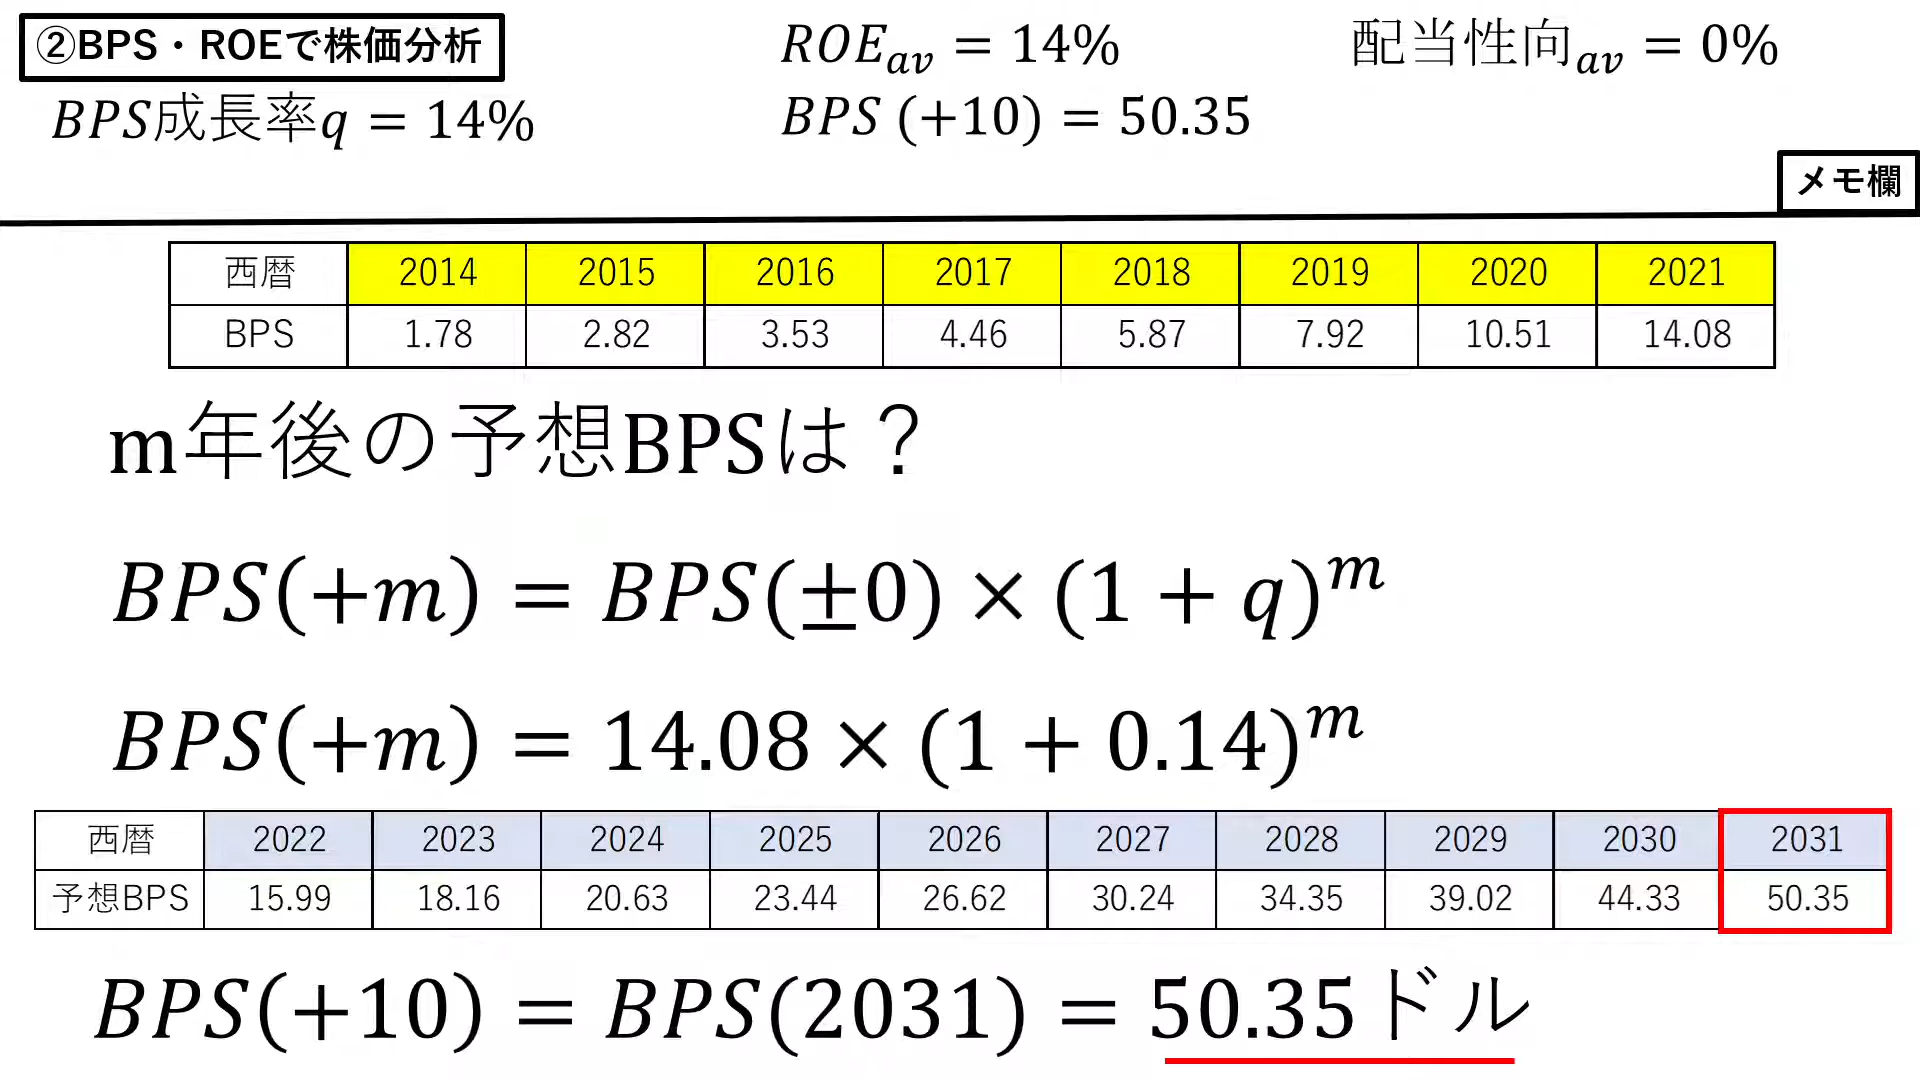 ②BPS・ROEで株価分析
ROEav = 14%
配当性向av = 0%
BPS成長率q = 14%
BPS (+10) = 50.35
メモ欄
西暦 2014 2015 2016 2017 2018 2019 2020 2021
BPS 1.78 2.82 3.53 4.46 5.87 7.92 10.51 14.08
m年後の予想BPSは？
BPS(+m) = BPS(±0) × (1 + q)^m
BPS(+m) = 14.08 × (1 + 0.14)^m
西暦 2022 2023 2024 2025 2026 2027 2028 2029 2030 2031
予想BPS 15.99 18.16 20.63 23.44 26.62 30.24 34.35 39.02 44.33 50.35
BPS(+10) = BPS(2031) = 50.35ドル